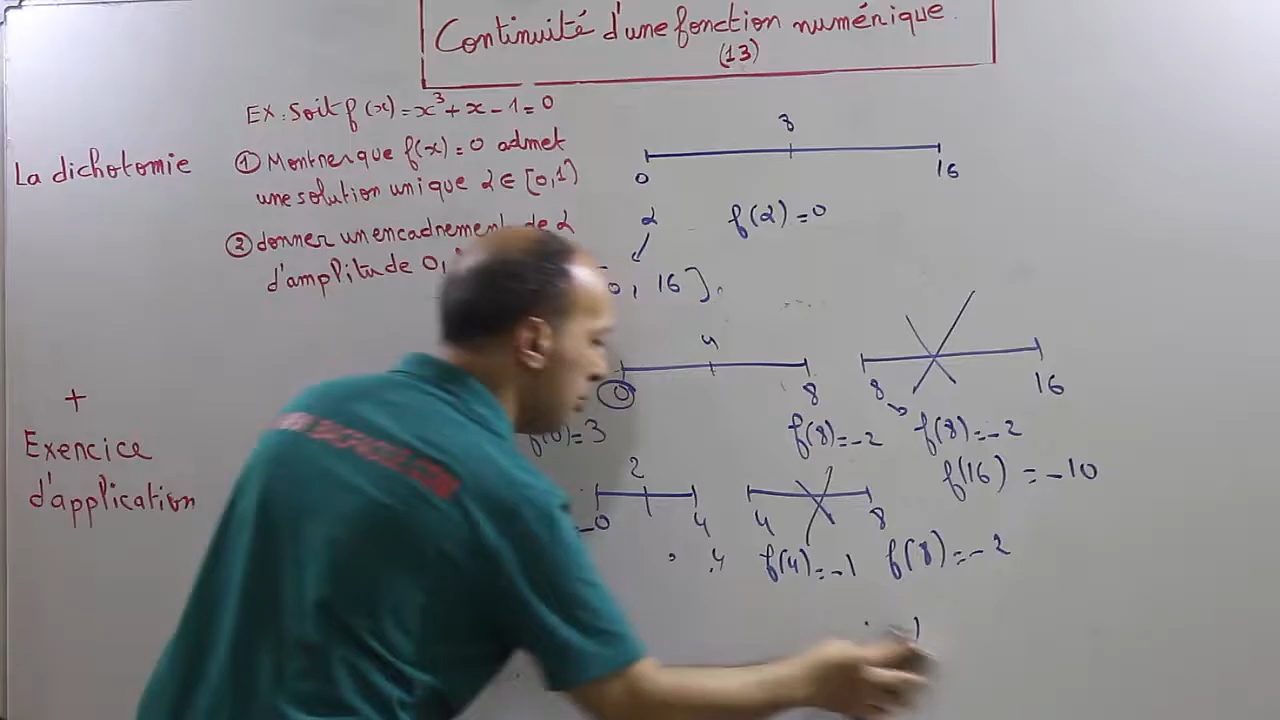 Continuité d'une fonction numérique.
(13)
La dichotomie
+
Exercice
d'application
EX: Soit f(x)=x³+x-1=0
① Montrer que f(x)=0 admet
une solution unique α∈[0,1)
② donner un encadrement de α
d'amplitude 0,
8
0 16
α f(α)=0
0, 16].
4
0 8
8 16
f(0)=3 f(8)=-2 f(8)=-2
f(16)=-10
2
0 4
4 8
4 f(4)=-1 f(8)=-2